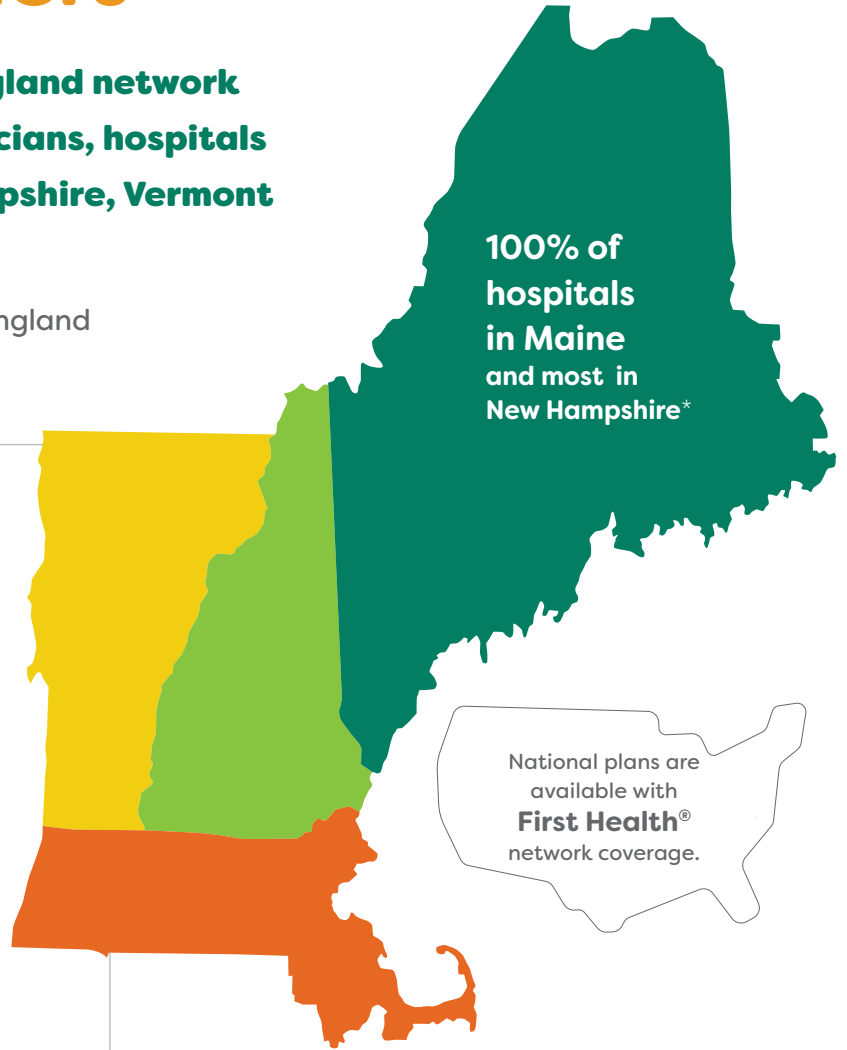 gland network
cians, hospitals
pshire, Vermont
ngland
100% of
hospitals
in Maine
and most in
New Hampshire*
National plans are
available with
First Health®
network coverage.